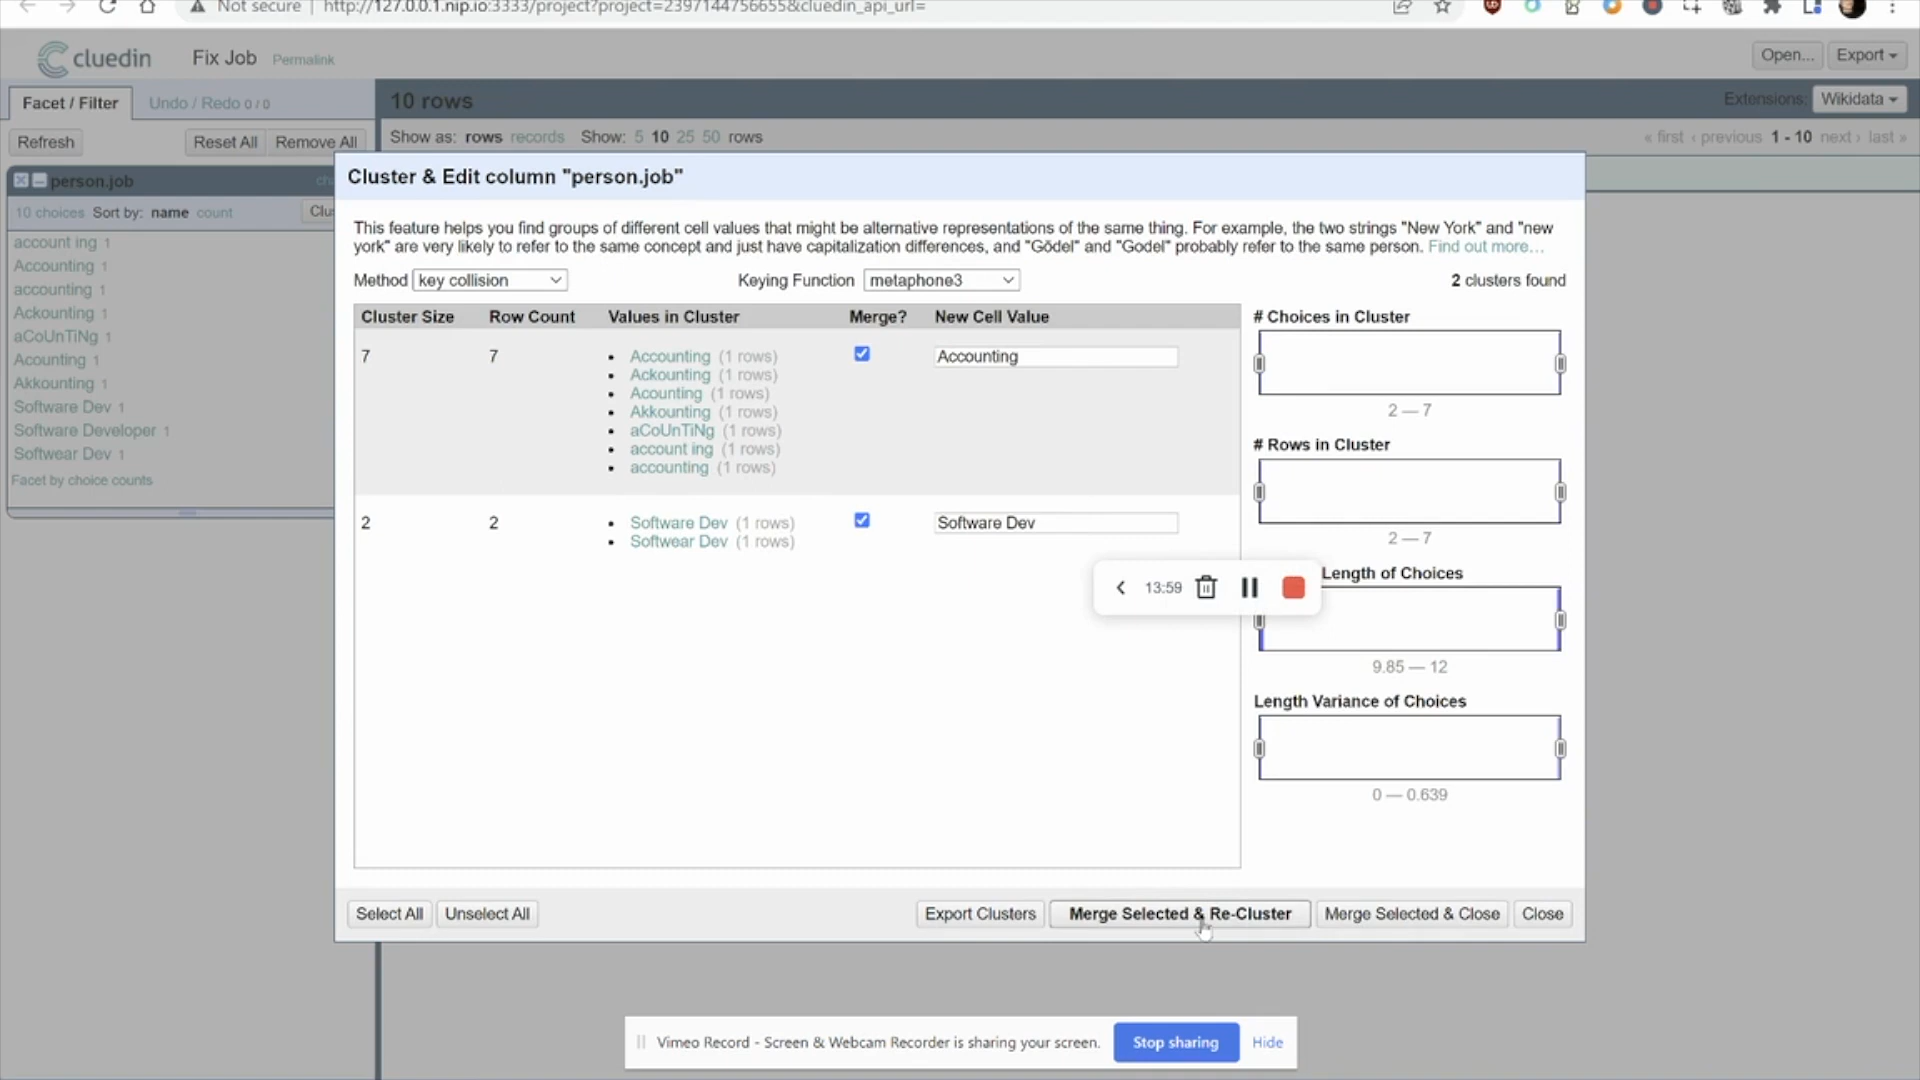 Not secure | http://127.0.0.1.nip.io:3333/project?project=2397144756655&cluedin_api_url=
cluedin Fix Job Permalink Open... Export
Facet / Filter Undo / Redo 0 / 0 10 rows Extensions: Wikidata
Refresh Reset All Remove All Show as: rows records Show: 5 10 25 50 rows « first ‹ previous 1 - 10 next › last »
person.job
10 choices Sort by: name count
account ing 1
Accounting 1
accounting 1
Ackounting 1
aCoUnTiNg 1
Acounting 1
Akkounting 1
Software Dev 1
Software Developer 1
Softwear Dev 1
Facet by choice counts
Cluster & Edit column "person.job"
This feature helps you find groups of different cell values that might be alternative representations of the same thing. For example, the two strings "New York" and "new
york" are very likely to refer to the same concept and just have capitalization differences, and "Gödel" and "Godel" probably refer to the same person. Find out more...
Method key collision Keying Function metaphone3 2 clusters found
Cluster Size Row Count Values in Cluster Merge? New Cell Value
7 7 Accounting (1 rows) Accounting
Ackounting (1 rows)
Acounting (1 rows)
Akkounting (1 rows)
aCoUnTiNg (1 rows)
account ing (1 rows)
accounting (1 rows)
2 2 Software Dev (1 rows) Software Dev
Softwear Dev (1 rows)
# Choices in Cluster
2 — 7
# Rows in Cluster
2 — 7
13:59
Length of Choices
9.85 — 12
Length Variance of Choices
0 — 0.639
Select All Unselect All Export Clusters Merge Selected & Re-Cluster Merge Selected & Close Close
Vimeo Record - Screen & Webcam Recorder is sharing your screen. Stop sharing Hide